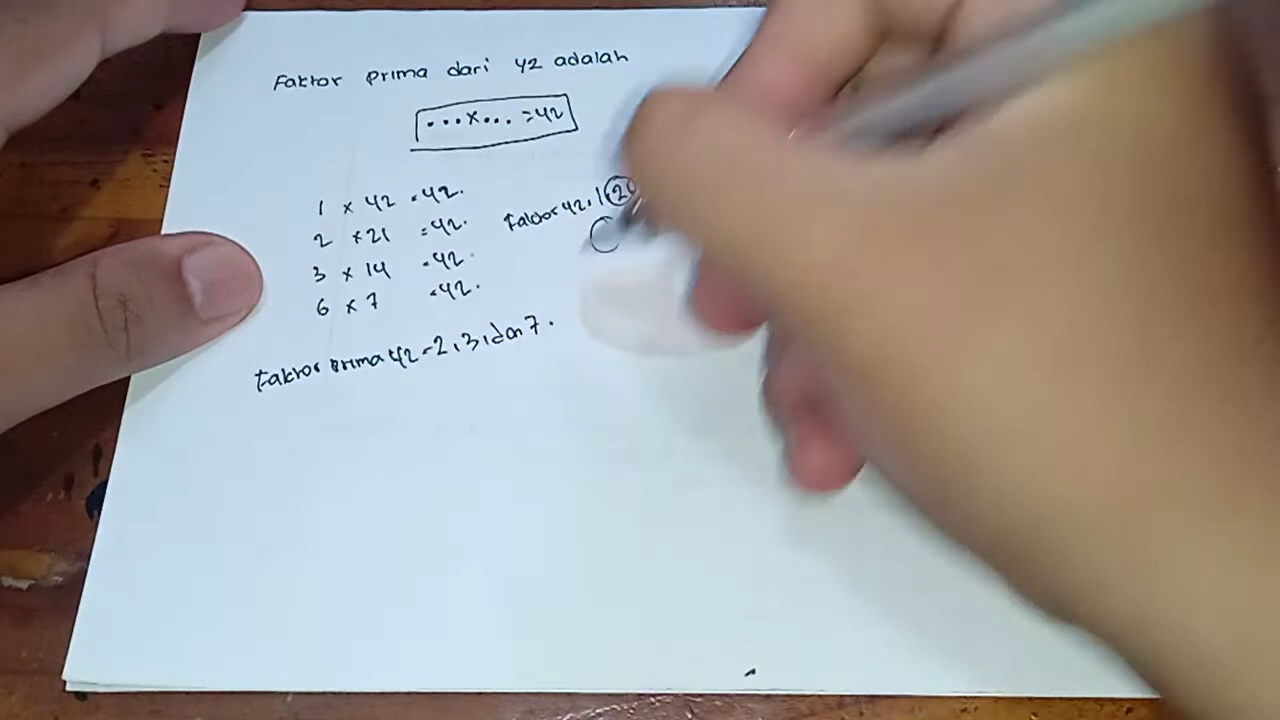 Faktor prima dari 42 adalah
...x... = 42
1 x 42 = 42.
2 x 21 = 42.
3 x 14 = 42.
6 x 7 = 42.
Faktor 42 = 1, 2
Faktor prima 42 = 2, 3, dan 7.